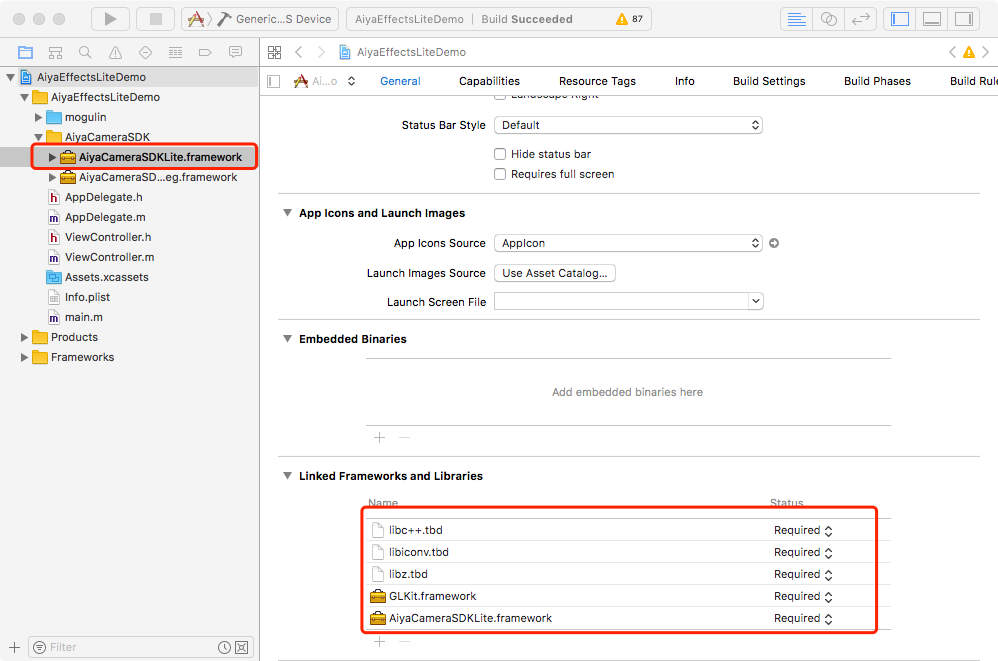 Generic...S Device
AiyaEffectsLiteDemo | Build Succeeded
87
AiyaEffectsLiteDemo
AiyaEffectsLiteDemo
AiyaEffectsLiteDemo
mogulin
AiyaCameraSDK
AiyaCameraSDKLite.framework
AiyaCameraSD...eg.framework
h AppDelegate.h
m AppDelegate.m
h ViewController.h
m ViewController.m
Assets.xcassets
Info.plist
m main.m
Products
Frameworks
Filter
Ai...o
General
Capabilities
Resource Tags
Info
Build Settings
Build Phases
Build Rule
Landscape Right
Status Bar Style
Default
Hide status bar
Requires full screen
App Icons and Launch Images
App Icons Source
AppIcon
Launch Images Source
Use Asset Catalog...
Launch Screen File
Embedded Binaries
Add embedded binaries here
Linked Frameworks and Libraries
Name Status
libc++.tbd Required
libiconv.tbd Required
libz.tbd Required
GLKit.framework Required
AiyaCameraSDKLite.framework Required